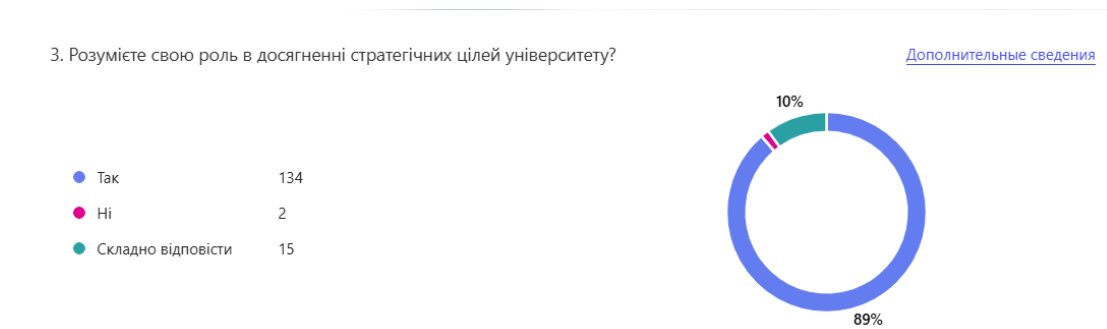 3. Розумієте свою роль в досягненні стратегічних цілей університету?
Дополнительные сведения
10%
Так 134
Ні 2
Складно відповісти 15
89%